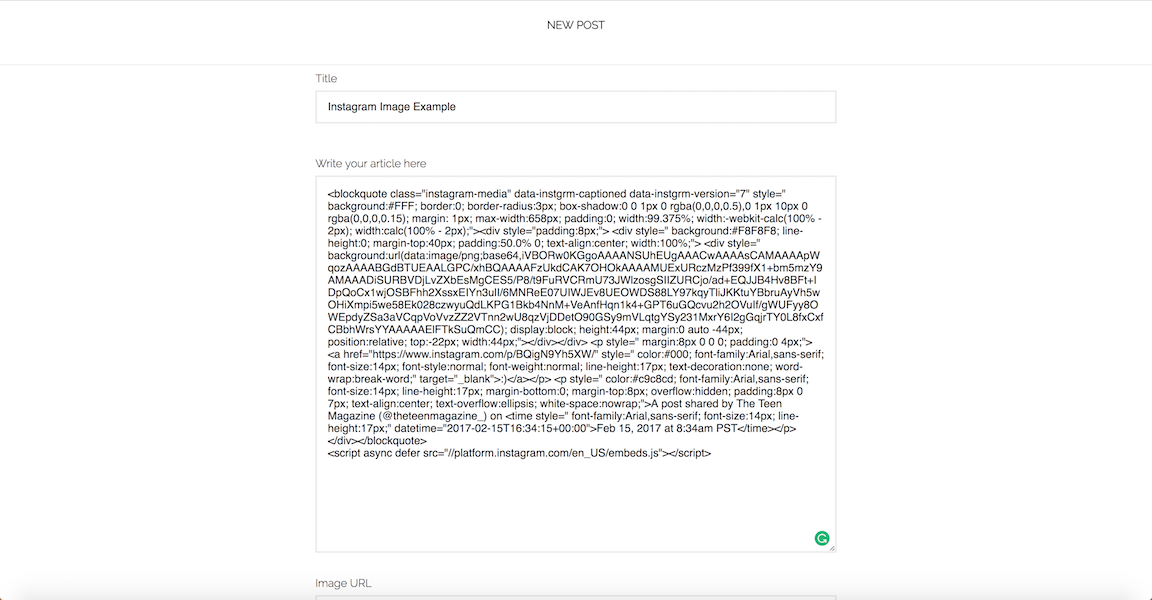 NEW POST
Title
Instagram Image Example
Write your article here
<blockquote class="instagram-media" data-instgrm-captioned data-instgrm-version="7" style="
background:#FFF; border:0; border-radius:3px; box-shadow:0 0 1px 0 rgba(0,0,0,0.5),0 1px 10px 0
rgba(0,0,0,0.15); margin: 1px; max-width:658px; padding:0; width:99.375%; width:-webkit-calc(100% -
2px); width:calc(100% - 2px);"><div style="padding:8px;"> <div style=" background:#F8F8F8; line-
height:0; margin-top:40px; padding:50.0% 0; text-align:center; width:100%;"> <div style="
background:url(data:image/png;base64,iVBORw0KGgoAAAANSUhEUgAAACwAAAAsCAMAAAApW
qozAAAABGdBTUEAALGPC/xhBQAAAAFzUkdCAK7OHOkAAAAMUExURczMzPf399fX1+bm5mzY9
AMAAADiSURBVDjLvZXbEsMgCES5/P8/t9FuRVCRmU73JWlzosgSIIZURCjo/ad+EQJJB4Hv8BFt+I
DpQoCx1wjOSBFhh2XssxEIYn3ulI/6MNReE07UIWJEv8UEOWDS88LY97kqyTliJKKtuYBbruAyVh5w
OHiXmpi5we58Ek028czwyuQdLKPG1Bkb4NnM+VeAnfHqn1k4+GPT6uGQcvu2h2OVuIf/gWUFyy8O
WEpdyZSa3aVCqpVoVvzZZ2VTnn2wU8qzVjDDetO90GSy9mVLqtgYSy231MxrY6I2gGqjrTY0L8fxCxf
CBbhWrsYYAAAAAElFTkSuQmCC); display:block; height:44px; margin:0 auto -44px;
position:relative; top:-22px; width:44px;"></div></div> <p style=" margin:8px 0 0 0; padding:0 4px;">
<a href="https://www.instagram.com/p/BQigN9Yh5XW/" style=" color:#000; font-family:Arial,sans-serif;
font-size:14px; font-style:normal; font-weight:normal; line-height:17px; text-decoration:none; word-
wrap:break-word;" target="_blank">:)</a></p> <p style=" color:#c9c8cd; font-family:Arial,sans-serif;
font-size:14px; line-height:17px; margin-bottom:0; margin-top:8px; overflow:hidden; padding:8px 0
7px; text-align:center; text-overflow:ellipsis; white-space:nowrap;">A post shared by The Teen
Magazine (@theteenmagazine_) on <time style=" font-family:Arial,sans-serif; font-size:14px; line-
height:17px;" datetime="2017-02-15T16:34:15+00:00">Feb 15, 2017 at 8:34am PST</time></p>
</div></blockquote>
<script async defer src="//platform.instagram.com/en_US/embeds.js"></script>
Image URL